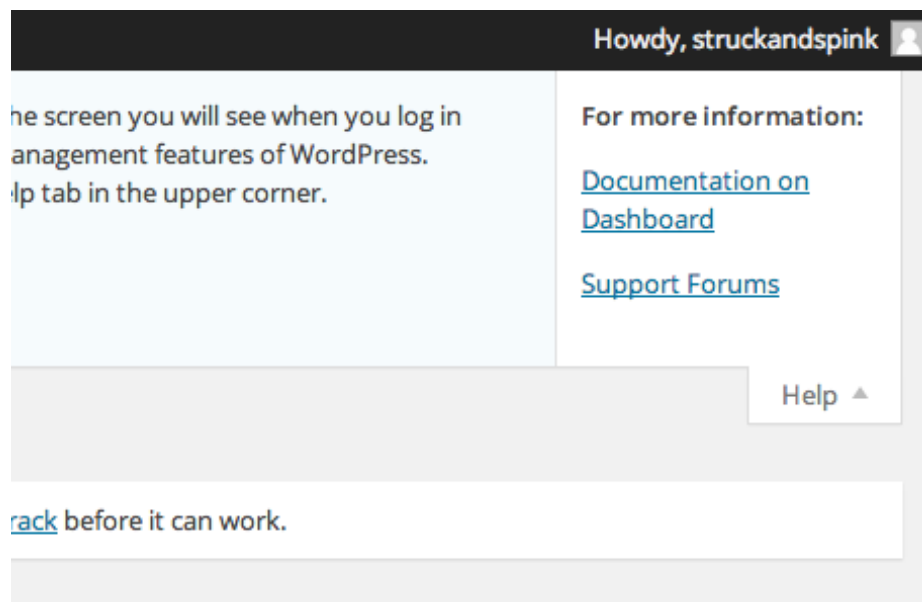 Howdy, struckandspink
he screen you will see when you log in
anagement features of WordPress.
lp tab in the upper corner.
For more information:
Documentation on
Dashboard
Support Forums
Help
rack before it can work.